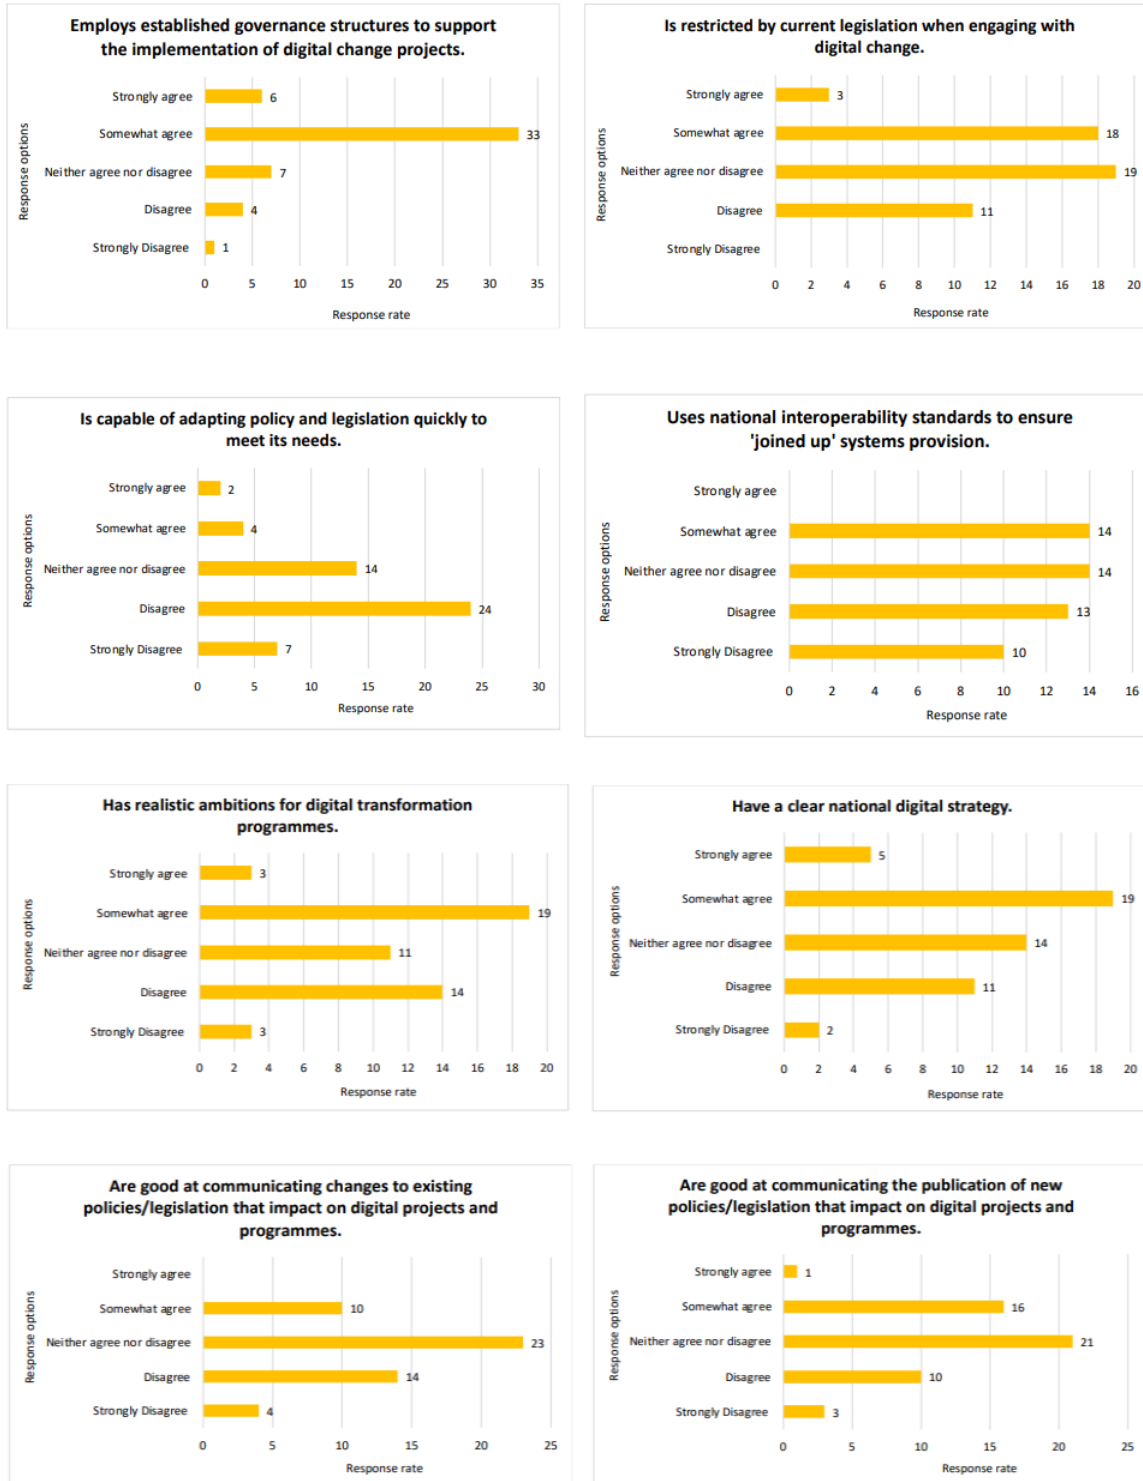 Employs established governance structures to support
the implementation of digital change projects.
Response options
Strongly agree
6
Somewhat agree
33
Neither agree nor disagree
7
Disagree
4
Strongly Disagree
1
0 5 10 15 20 25 30 35
Response rate
Is restricted by current legislation when engaging with
digital change.
Response options
Strongly agree
3
Somewhat agree
18
Neither agree nor disagree
19
Disagree
11
Strongly Disagree
0 2 4 6 8 10 12 14 16 18 20
Response rate
Is capable of adapting policy and legislation quickly to
meet its needs.
Response options
Strongly agree
2
Somewhat agree
4
Neither agree nor disagree
14
Disagree
24
Strongly Disagree
7
0 5 10 15 20 25 30
Response rate
Uses national interoperability standards to ensure
'joined up' systems provision.
Response options
Strongly agree
Somewhat agree
14
Neither agree nor disagree
14
Disagree
13
Strongly Disagree
10
0 2 4 6 8 10 12 14 16
Response rate
Has realistic ambitions for digital transformation
programmes.
Response options
Strongly agree
3
Somewhat agree
19
Neither agree nor disagree
11
Disagree
14
Strongly Disagree
3
0 2 4 6 8 10 12 14 16 18 20
Response rate
Have a clear national digital strategy.
Response options
Strongly agree
5
Somewhat agree
19
Neither agree nor disagree
14
Disagree
11
Strongly Disagree
2
0 2 4 6 8 10 12 14 16 18 20
Response rate
Are good at communicating changes to existing
policies/legislation that impact on digital projects and
programmes.
Response options
Strongly agree
Somewhat agree
10
Neither agree nor disagree
23
Disagree
14
Strongly Disagree
4
0 5 10 15 20 25
Response rate
Are good at communicating the publication of new
policies/legislation that impact on digital projects and
programmes.
Response options
Strongly agree
1
Somewhat agree
16
Neither agree nor disagree
21
Disagree
10
Strongly Disagree
3
0 5 10 15 20 25
Response rate